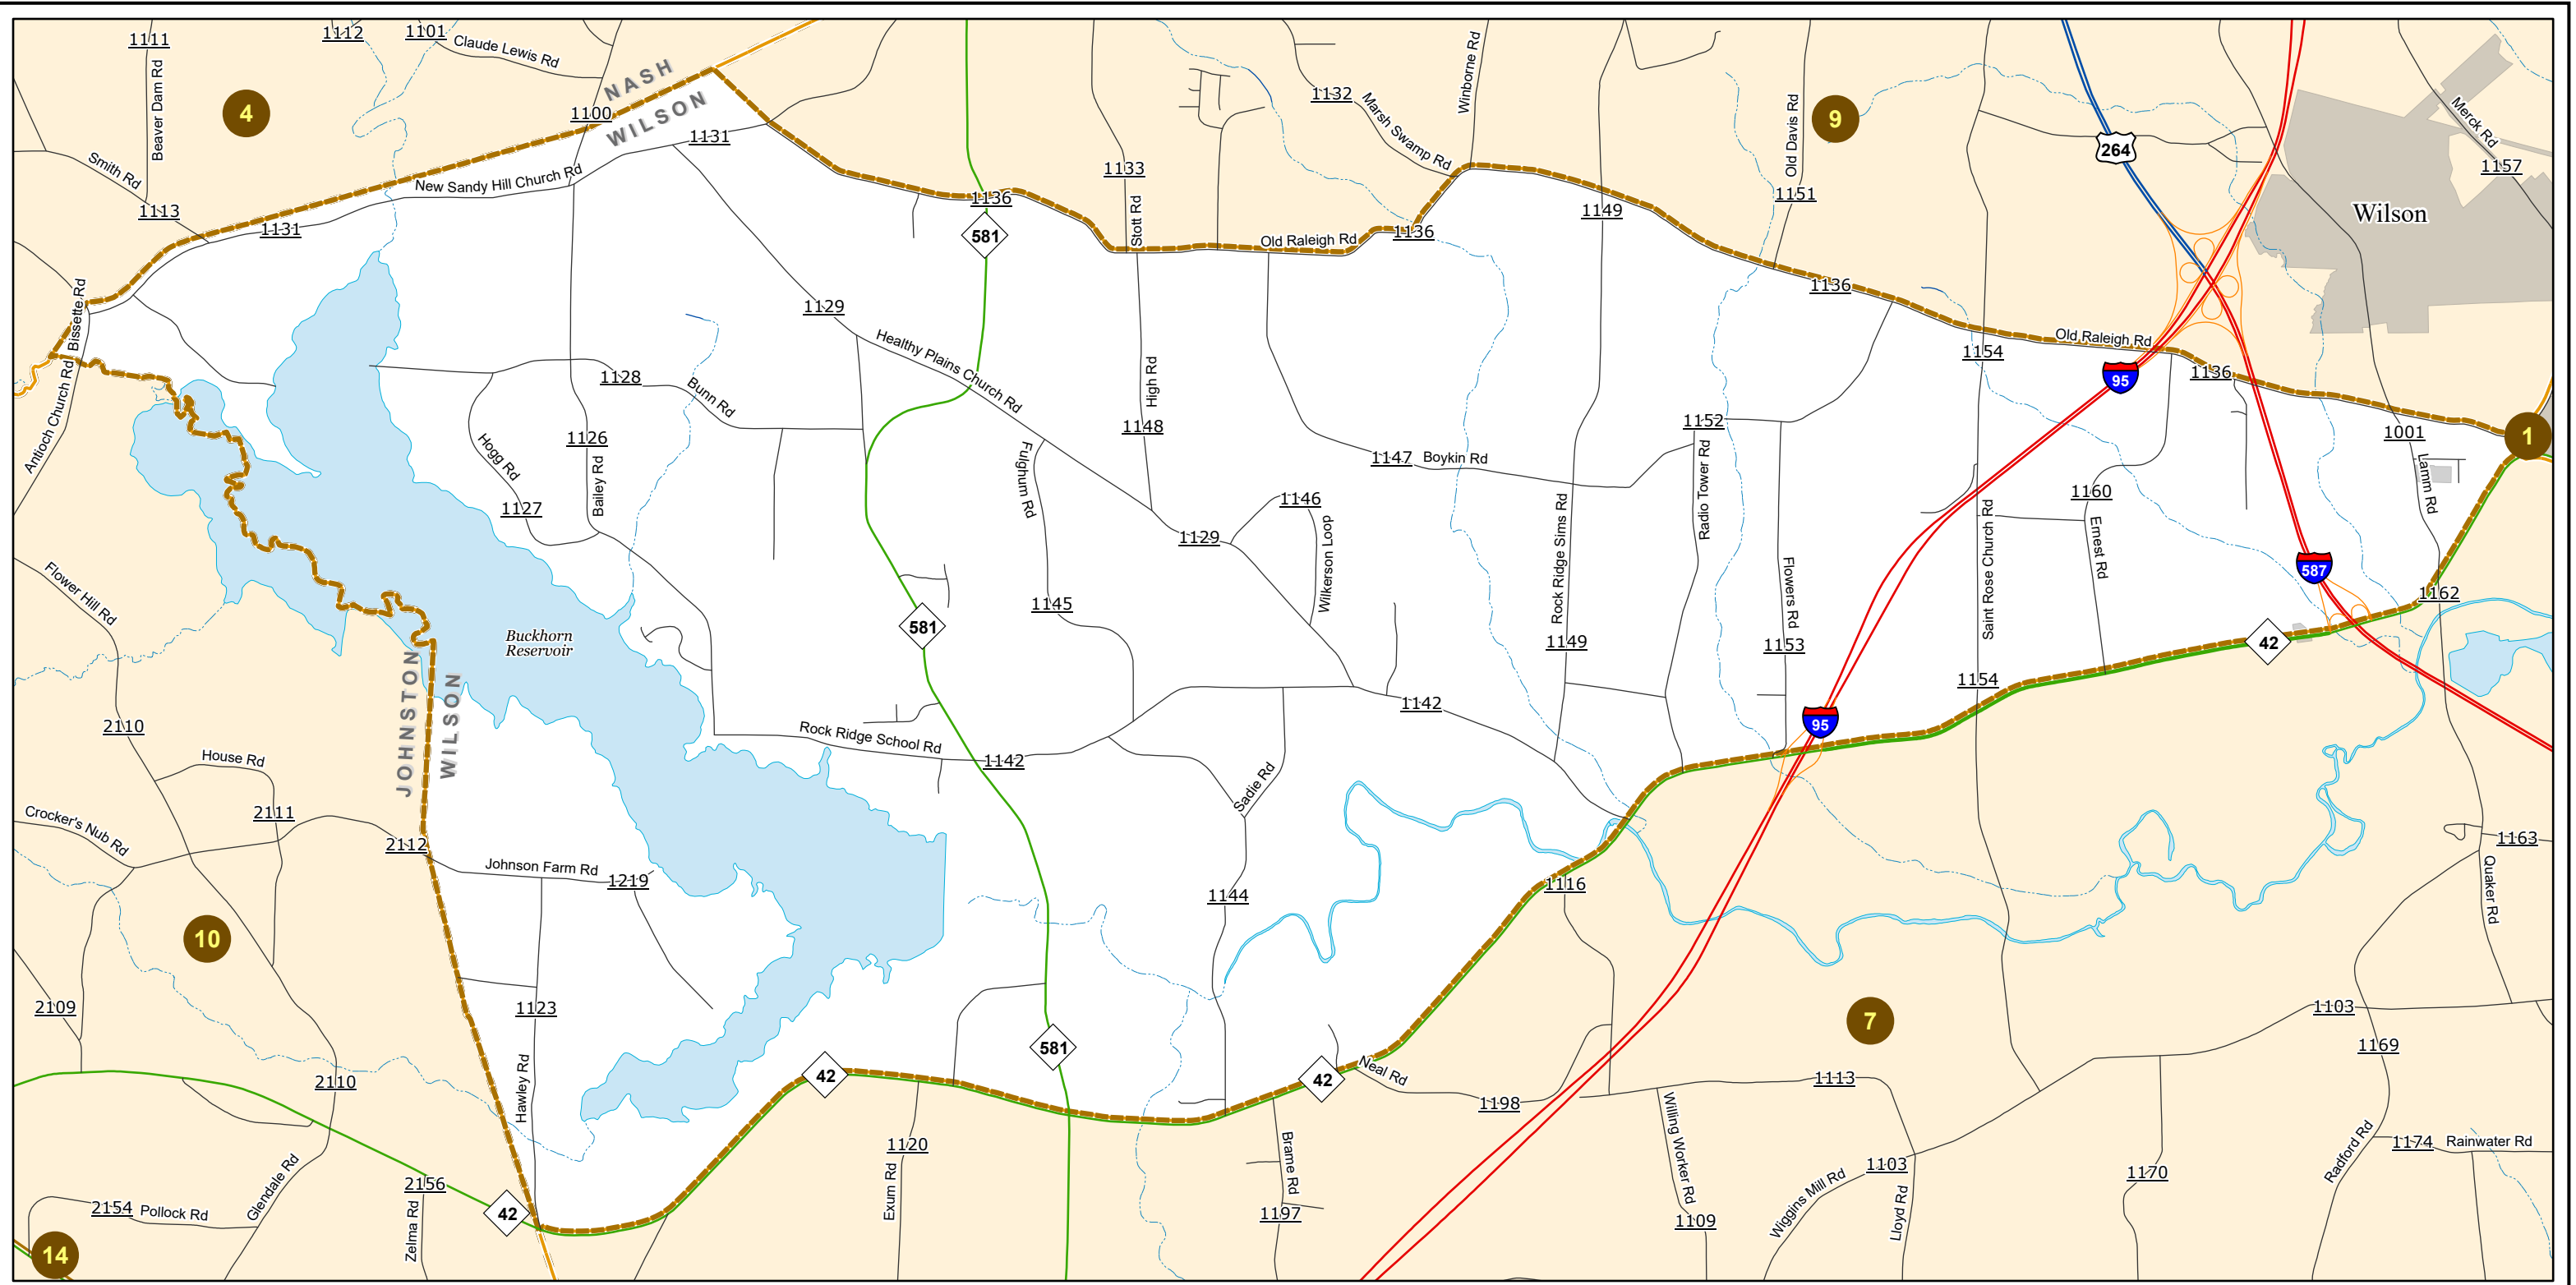 1111
1112
1101
Claude Lewis Rd
Beaver Dam Rd
4
1100
NASH
WILSON
1131
Smith Rd
New Sandy Hill Church Rd
1113
1131
1136
581
1133
Stott Rd
1132
Marsh Swamp Rd
Winborne Rd
Old Raleigh Rd
1136
1149
Old Davis Rd
1151
9
264
Merck Rd
1157
Wilson
1136
Old Raleigh Rd
1154
95
1136
1001
1
Lamm Rd
Bissette Rd
Antioch Church Rd
1129
Healthy Plains Church Rd
1128
Bunn Rd
Hogg Rd
1126
Bailey Rd
1127
High Rd
1148
Fulghum Rd
1147
Boykin Rd
1152
Radio Tower Rd
1146
Wilkerson Loop
1129
Rock Ridge Sims Rd
Flowers Rd
Saint Rose Church Rd
1160
Ernest Rd
587
1162
Flower Hill Rd
Buckhorn
Reservoir
581
1145
1149
1153
42
1154
95
JOHNSTON
WILSON
2110
House Rd
Rock Ridge School Rd
1142
1142
Sadie Rd
2111
Crocker's Nub Rd
2112
Johnson Farm Rd
1219
1144
1116
1163
Quaker Rd
10
2109
1123
Hawley Rd
581
7
1103
1169
2110
42
42
Neal Rd
1198
1113
Willing Worker Rd
1120
Exum Rd
Brame Rd
1197
1109
Wiggins Mill Rd
1103
Lloyd Rd
1170
Radford Rd
1174
Rainwater Rd
2156
Zelma Rd
42
Glendale Rd
2154
Pollock Rd
14